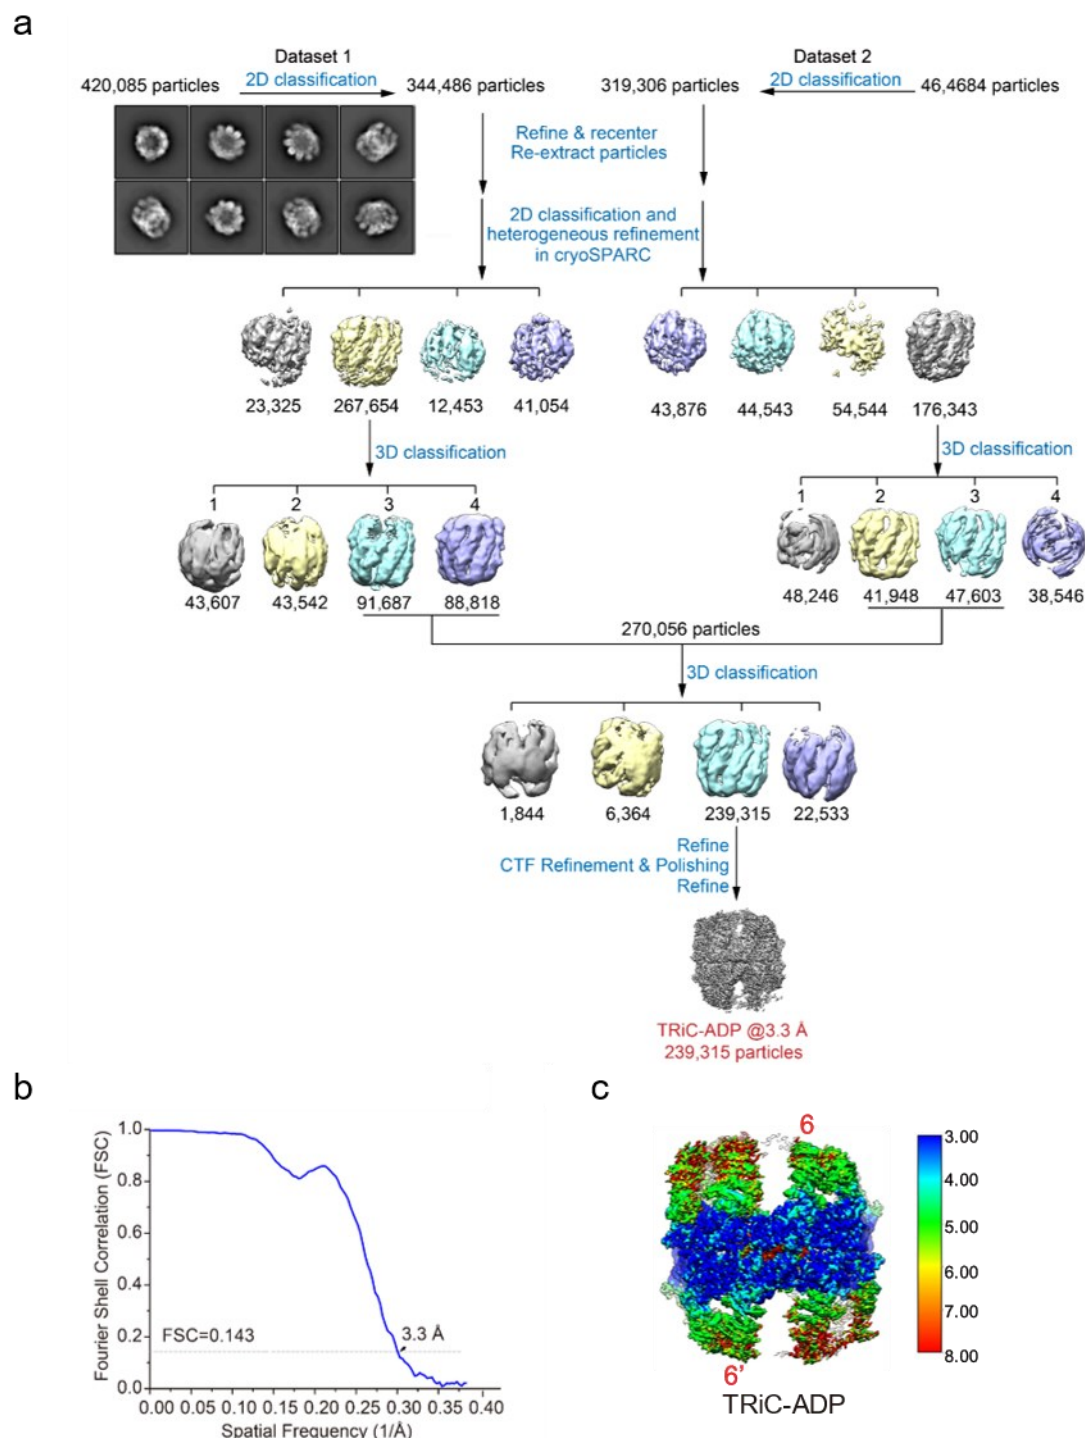 a
Dataset 1
Dataset 2
420,085 particles
2D classification
344,486 particles
319,306 particles
2D classification
46,4684 particles
Refine & recenter
Re-extract particles
2D classification and
heterogeneous refinement
in cryoSPARC
23,325 267,654 12,453 41,054
43,876 44,543 54,544 176,343
3D classification
3D classification
1 2 3 4
1 2 3 4
43,607 43,542 91,687 88,818
48,246 41,948 47,603 38,546
270,056 particles
3D classification
1,844 6,364 239,315 22,533
Refine
CTF Refinement & Polishing
Refine
TRiC-ADP @3.3 Å
239,315 particles
b
Fourier Shell Correlation (FSC)
1.0
0.8
0.6
0.4
0.2
0.0
FSC=0.143
3.3 Å
0.00 0.05 0.10 0.15 0.20 0.25 0.30 0.35 0.40
Spatial Frequency (1/Å)
c
6
6'
TRiC-ADP
3.00
4.00
5.00
6.00
7.00
8.00